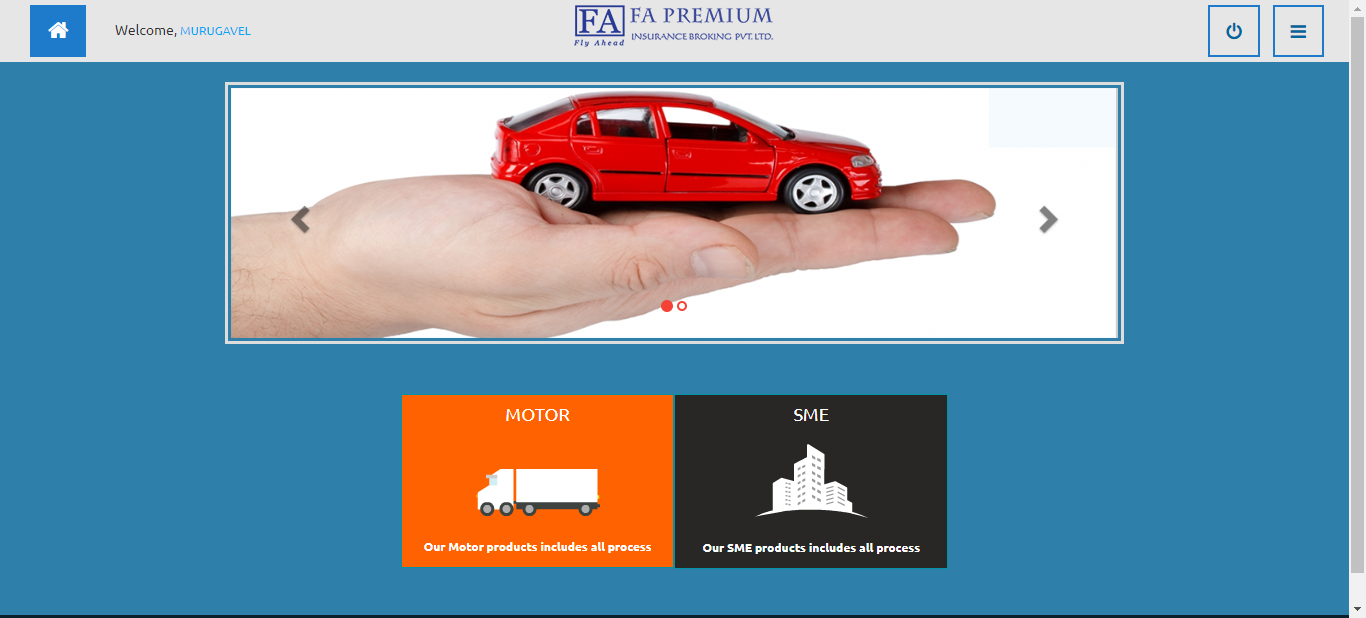 Welcome, MURUGAVEL
FA
Fly Ahead
FA PREMIUM
INSURANCE BROKING PVT. LTD.
MOTOR
Our Motor products includes all process
SME
Our SME products includes all process